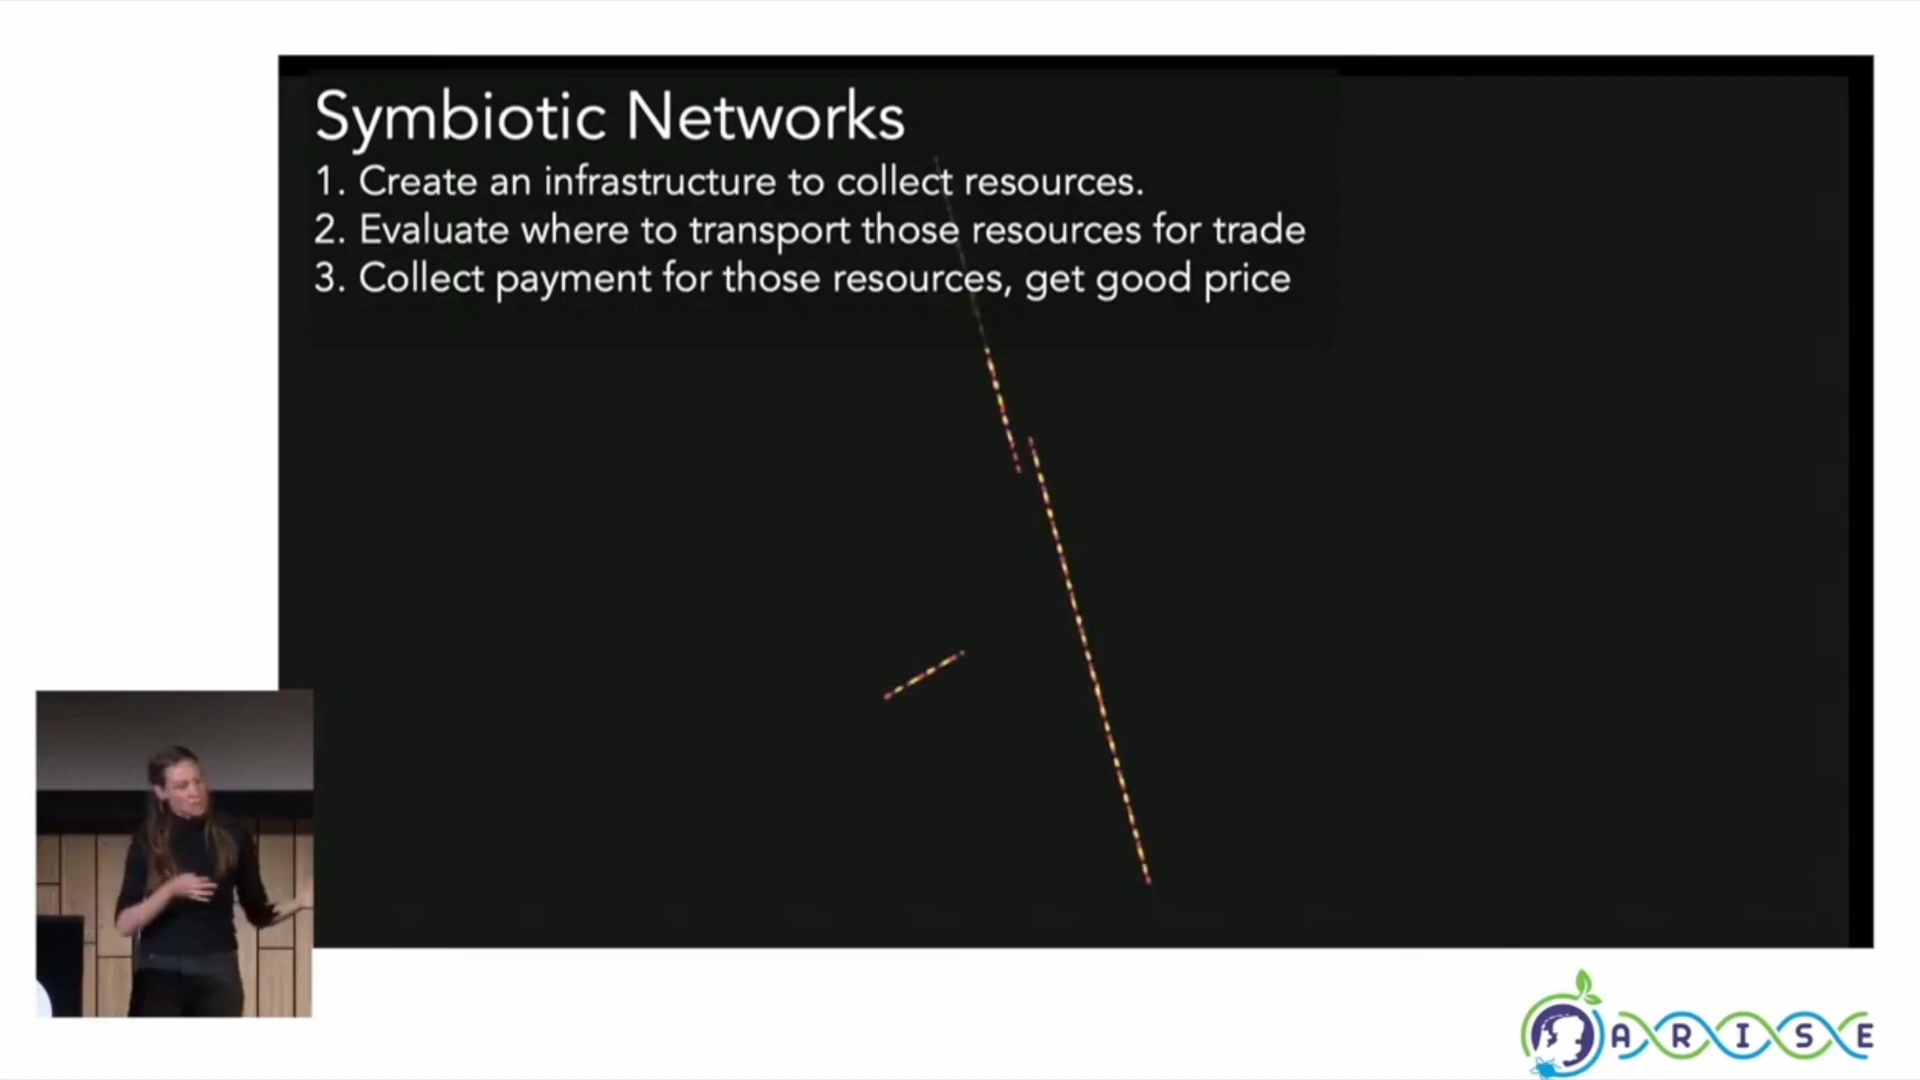 Symbiotic Networks
1. Create an infrastructure to collect resources.
2. Evaluate where to transport those resources for trade
3. Collect payment for those resources, get good price
ARISE